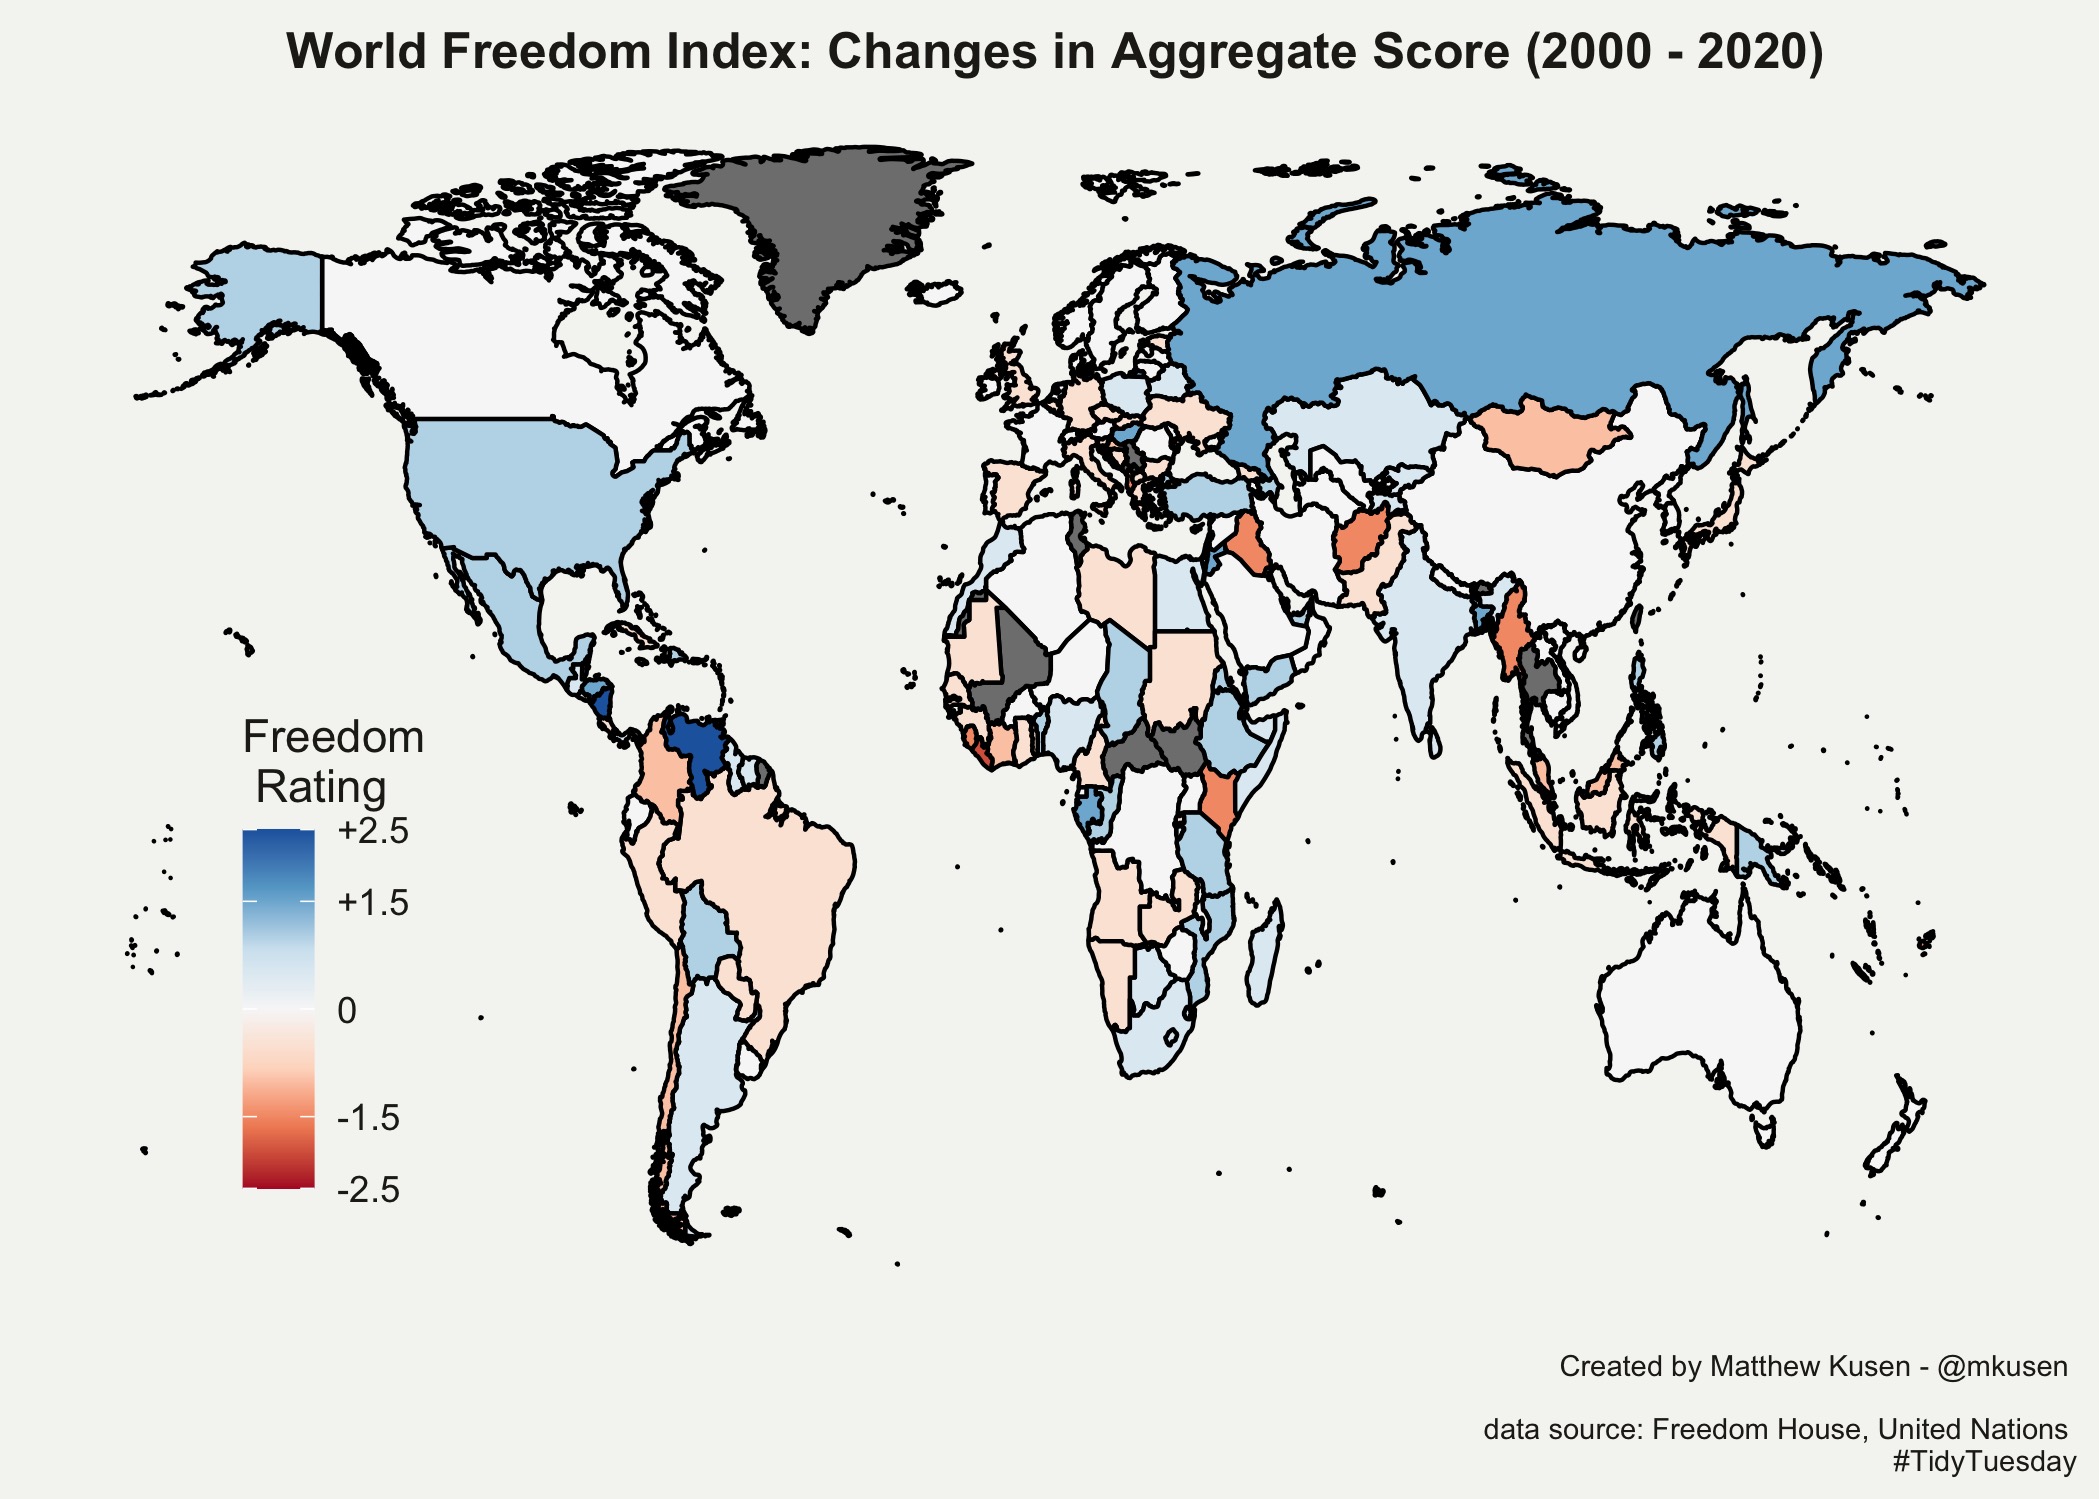 World Freedom Index: Changes in Aggregate Score (2000 - 2020)
Freedom
Rating
+2.5
+1.5
0
-1.5
-2.5
Created by Matthew Kusen - @mkusen
data source: Freedom House, United Nations
#TidyTuesday